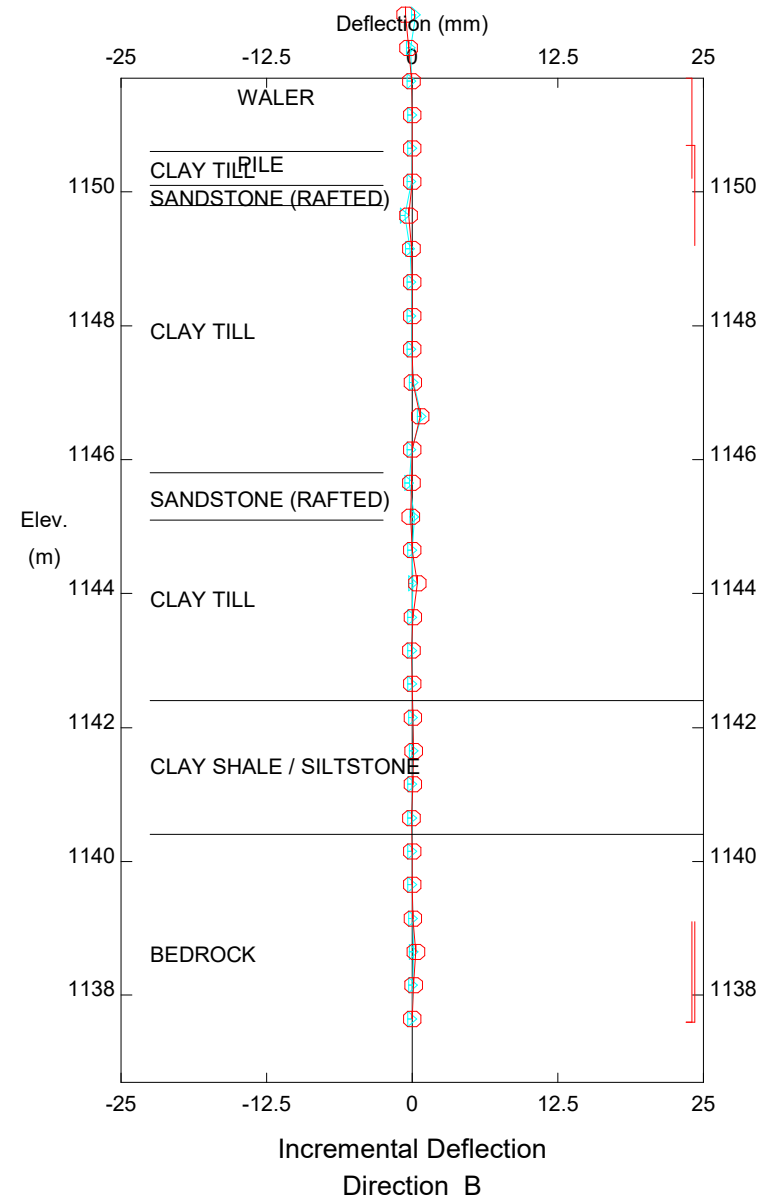 Deflection (mm)
-25 -12.5 0 12.5 25
WALER
PILE
CLAY TILL
1150 1150
SANDSTONE (RAFTED)
1148 CLAY TILL 1148
1146 1146
SANDSTONE (RAFTED)
Elev.
(m)
1144 1144
CLAY TILL
1142 1142
CLAY SHALE / SILTSTONE
1140 1140
BEDROCK
1138 1138
-25 -12.5 0 12.5 25
Incremental Deflection
Direction B